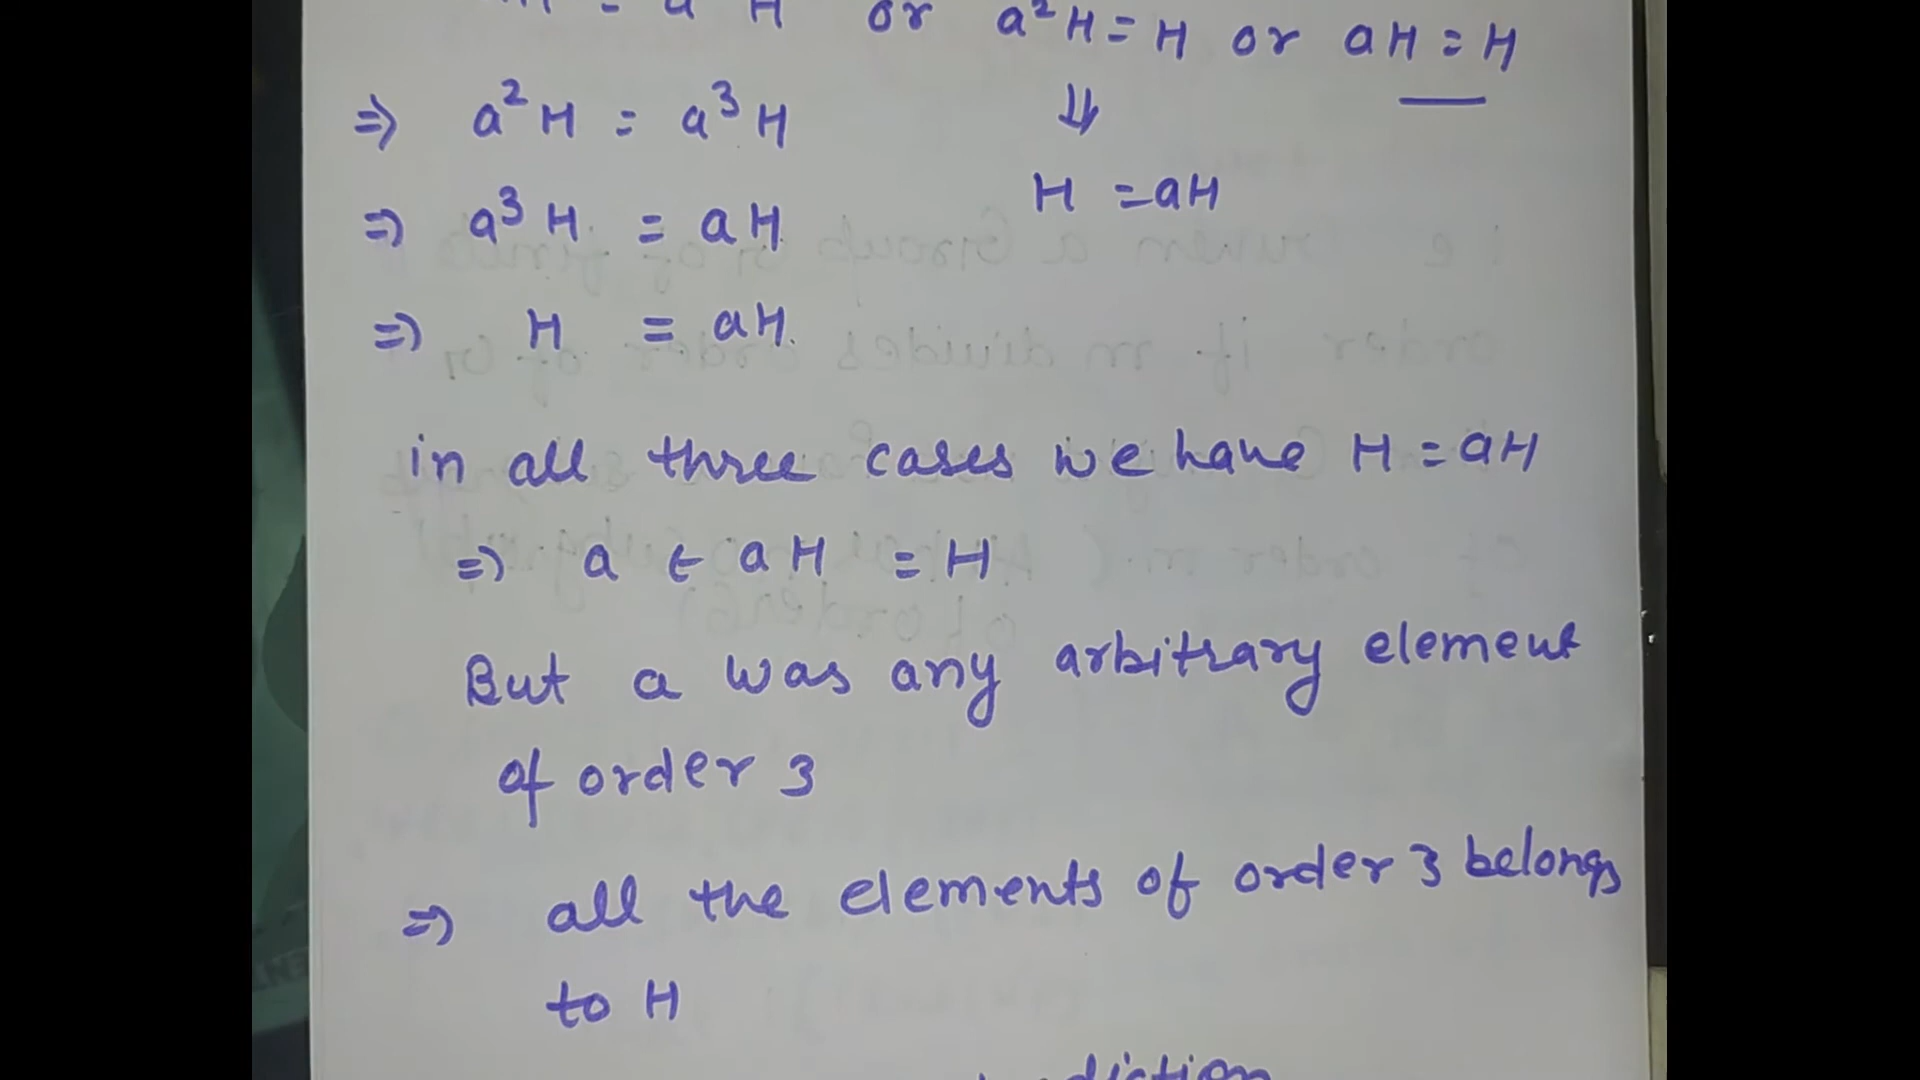 a H or a²H = H or aH = H
⇒ a²H = a³H ⇓
⇒ a³H = aH H = aH
⇒ H = aH.
in all three cases we have H = aH
⇒ a ∈ aH = H
But a was any arbitrary element
of order 3
⇒ all the elements of order 3 belongs
to H